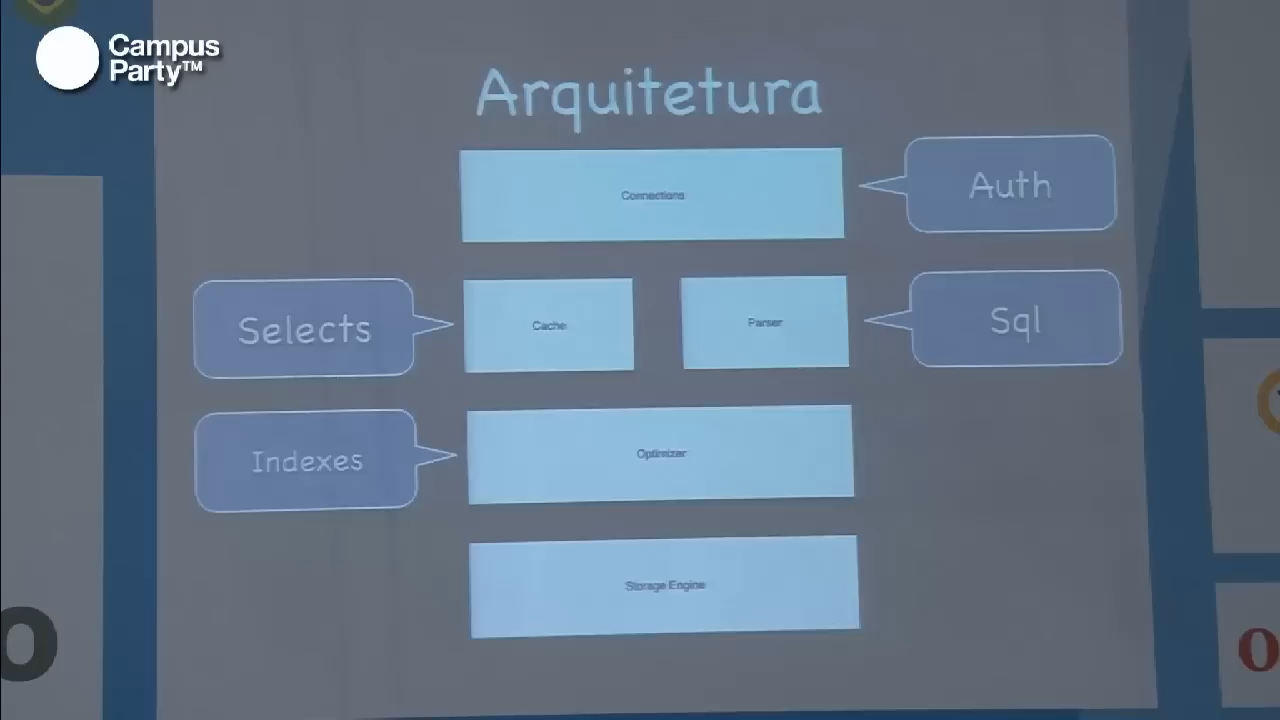 Campus
Party™
Arquitetura
Connections
Auth
Selects
Cache
Parser
Sql
Indexes
Optimizer
Storage Engine